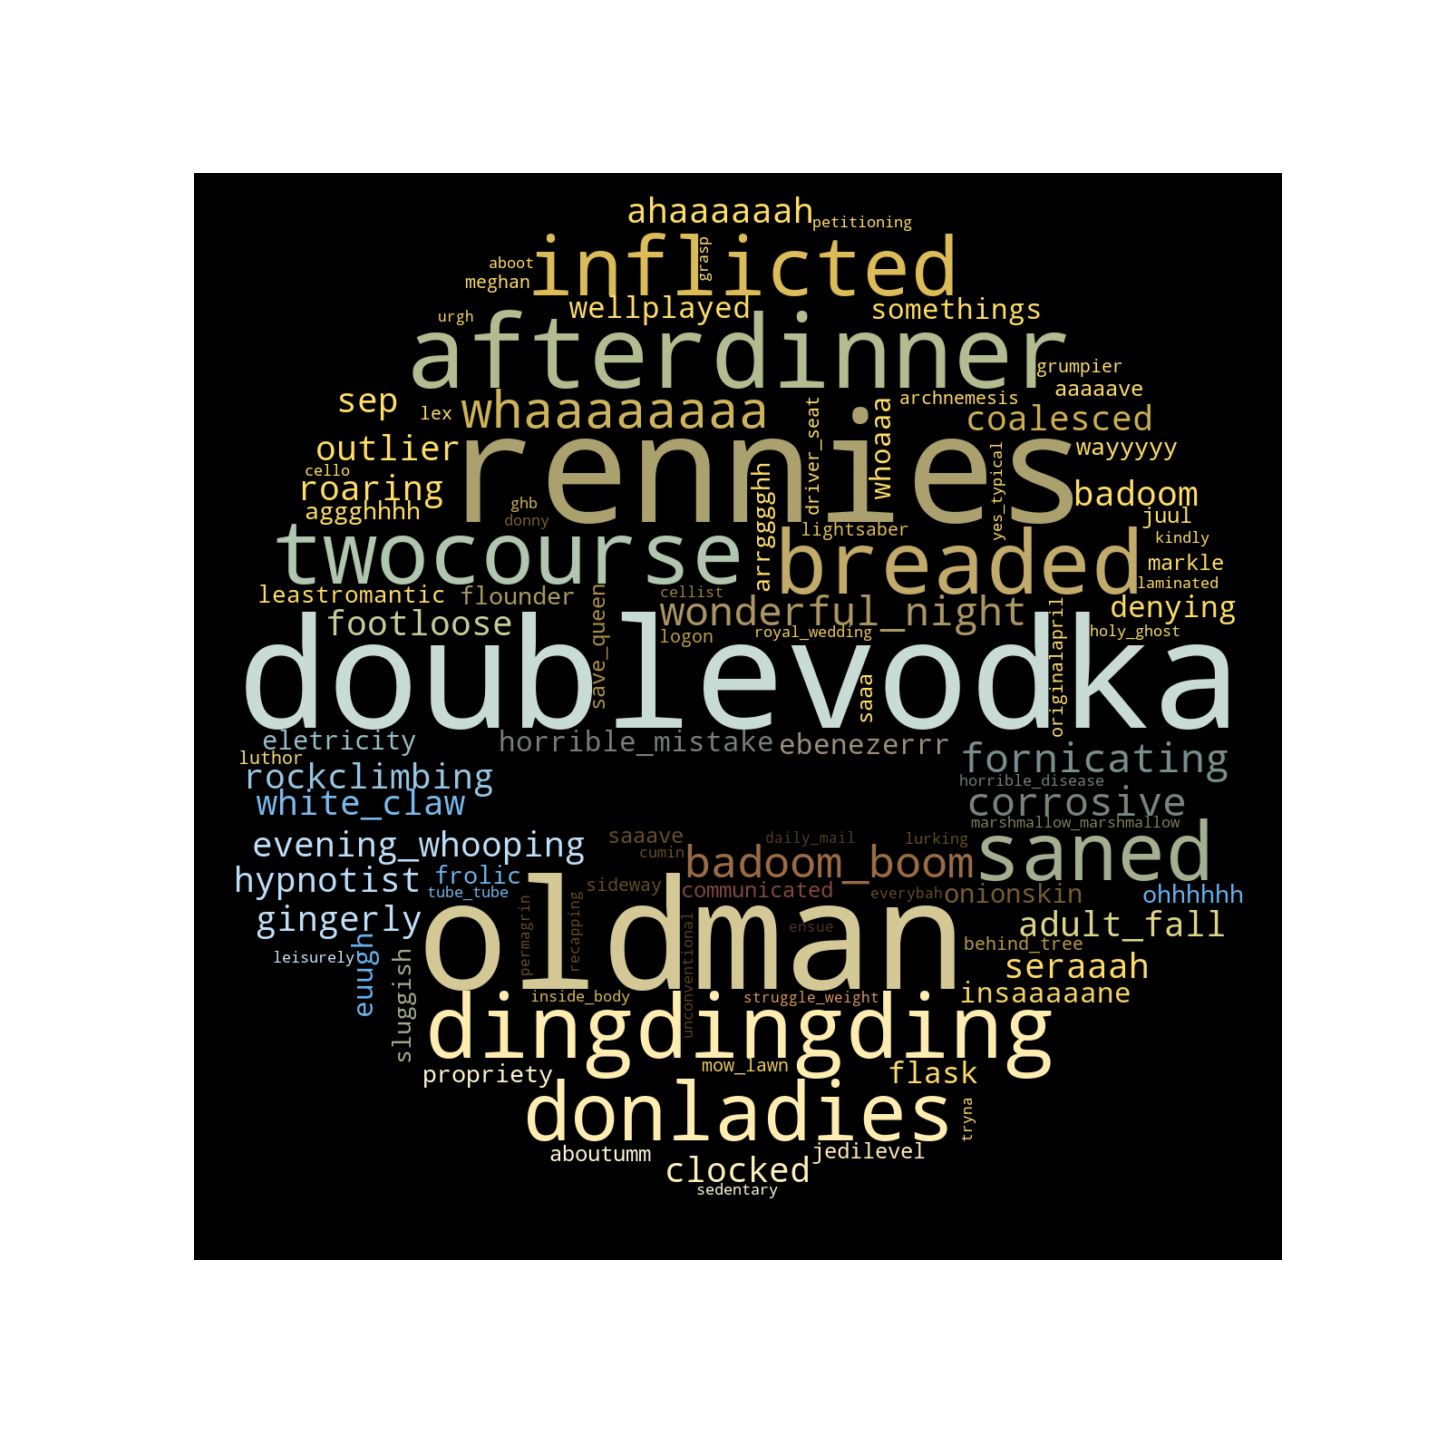 ahaaaaaah
petitioning
inflicted
grasp
aboot
meghan
wellplayed
somethings
urgh
afterdinner
grumpier
aaaaave
sep
lex
whaaaaaaaa
archnemesis
coalesced
driver_seat
whoaaa
outlier
rennies
yes_typical
wayyyyy
cello
roaring
arrgggghh
badoom
aggghhhh
ghb
donny
lightsaber
juul
twocourse
breaded
kindly
markle
laminated
leastromantic
flounder
save_queen
cellist
wonderful_night
denying
footloose
logon
royal_wedding
originalapril
holy_ghost
doublevodka
saaa
eletricity
horrible_mistake
ebenezerrr
luthor
fornicating
rockclimbing
horrible_disease
white_claw
corrosive
marshmallow_marshmallow
evening_whooping
saaave
daily_mail
lurking
cumin
badoom_boom
saned
hypnotist
frolic
tube_tube
sideway
communicated
everybah
onionskin
ohhhhhh
gingerly
oldman
permagrin
recapping
unconventional
ensue
adult_fall
behind_tree
leisurely
euugh
sluggish
seraaah
inside_body
struggle_weight
insaaaaane
dingdingding
propriety
mow_lawn
flask
donladies
tryna
aboutumm
jedilevel
clocked
sedentary